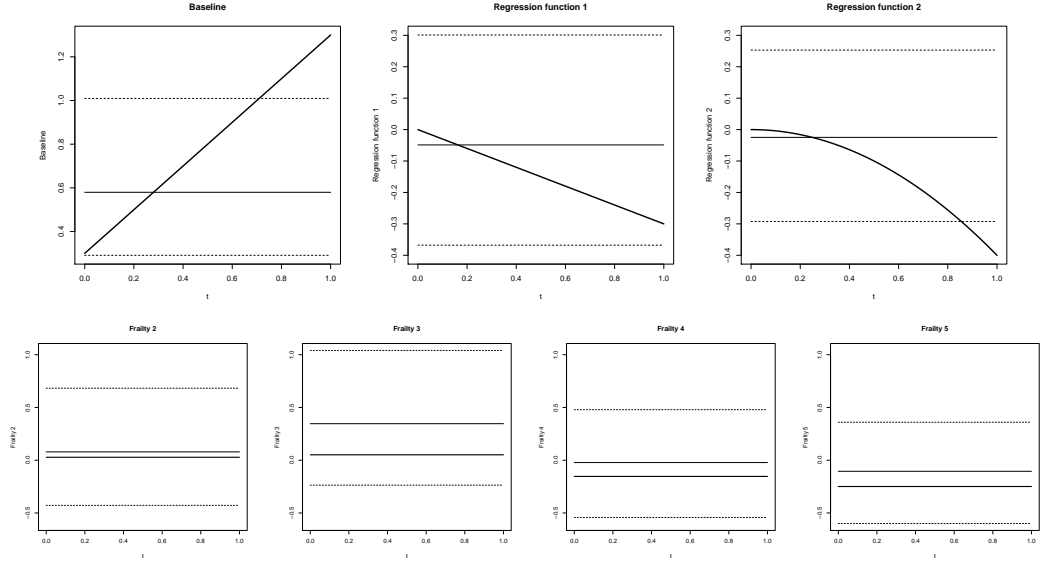 Baseline
Baseline
0.4 0.6 0.8 1.0 1.2
0.0 0.2 0.4 0.6 0.8 1.0
t
Regression function 1
Regression function 1
−0.4 −0.3 −0.2 −0.1 0.0 0.1 0.2 0.3
0.0 0.2 0.4 0.6 0.8 1.0
t
Regression function 2
Regression function 2
−0.4 −0.3 −0.2 −0.1 0.0 0.1 0.2 0.3
0.0 0.2 0.4 0.6 0.8 1.0
t
Frailty 2
Frailty 2
−0.5 0.0 0.5 1.0
0.0 0.2 0.4 0.6 0.8 1.0
t
Frailty 3
Frailty 3
−0.5 0.0 0.5 1.0
0.0 0.2 0.4 0.6 0.8 1.0
t
Frailty 4
Frailty 4
−0.5 0.0 0.5 1.0
0.0 0.2 0.4 0.6 0.8 1.0
t
Frailty 5
Frailty 5
−0.5 0.0 0.5 1.0
0.0 0.2 0.4 0.6 0.8 1.0
t